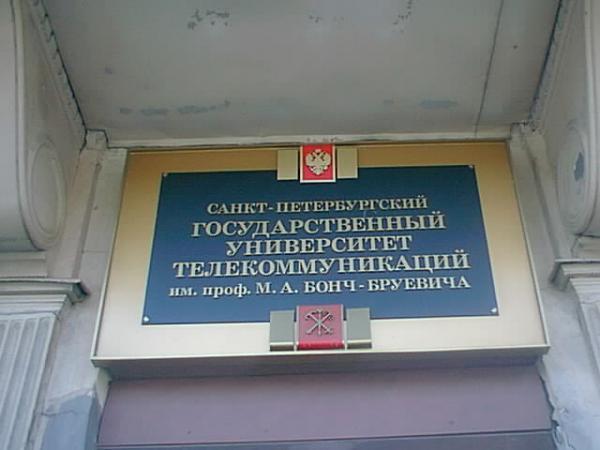 САНКТ-ПЕТЕРБУРГСКИЙ
ГОСУДАРСТВЕННЫЙ
УНИВЕРСИТЕТ
ТЕЛЕКОММУНИКАЦИЙ
им. проф. М. А. БОНЧ-БРУЕВИЧА